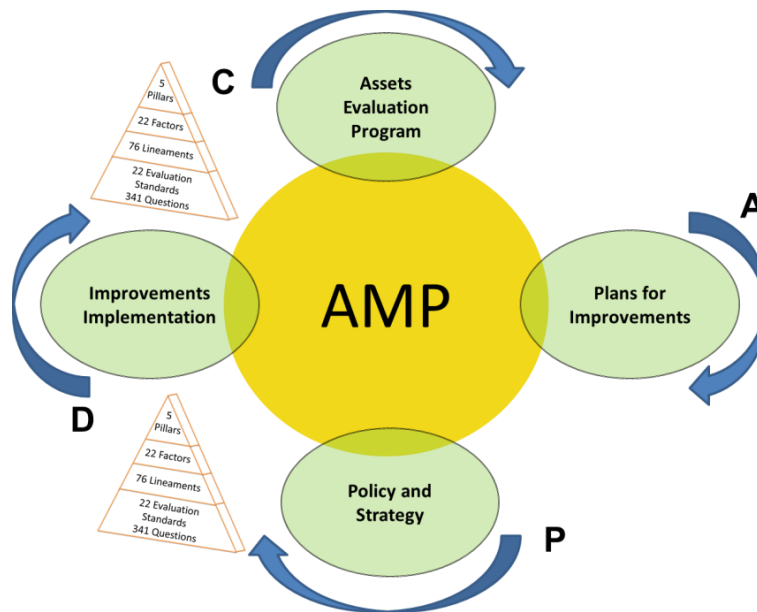 C
Assets
Evaluation
Program
5
Pillars
22 Factors
76 Lineaments
22 Evaluation
Standards
341 Questions
A
Improvements
Implementation
AMP
Plans for
Improvements
D
5
Pillars
22 Factors
76 Lineaments
22 Evaluation
Standards
341 Questions
Policy and
Strategy
P